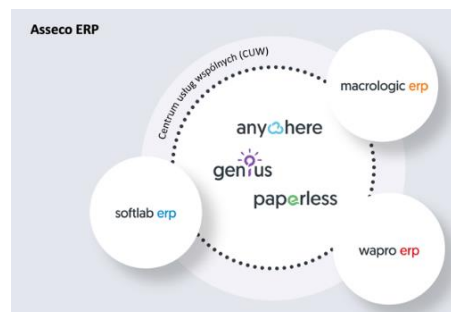 Asseco ERP
Centrum usług wspólnych (CUW)
macrologic erp
anywhere
genius
paperless
softlab erp
wapro erp